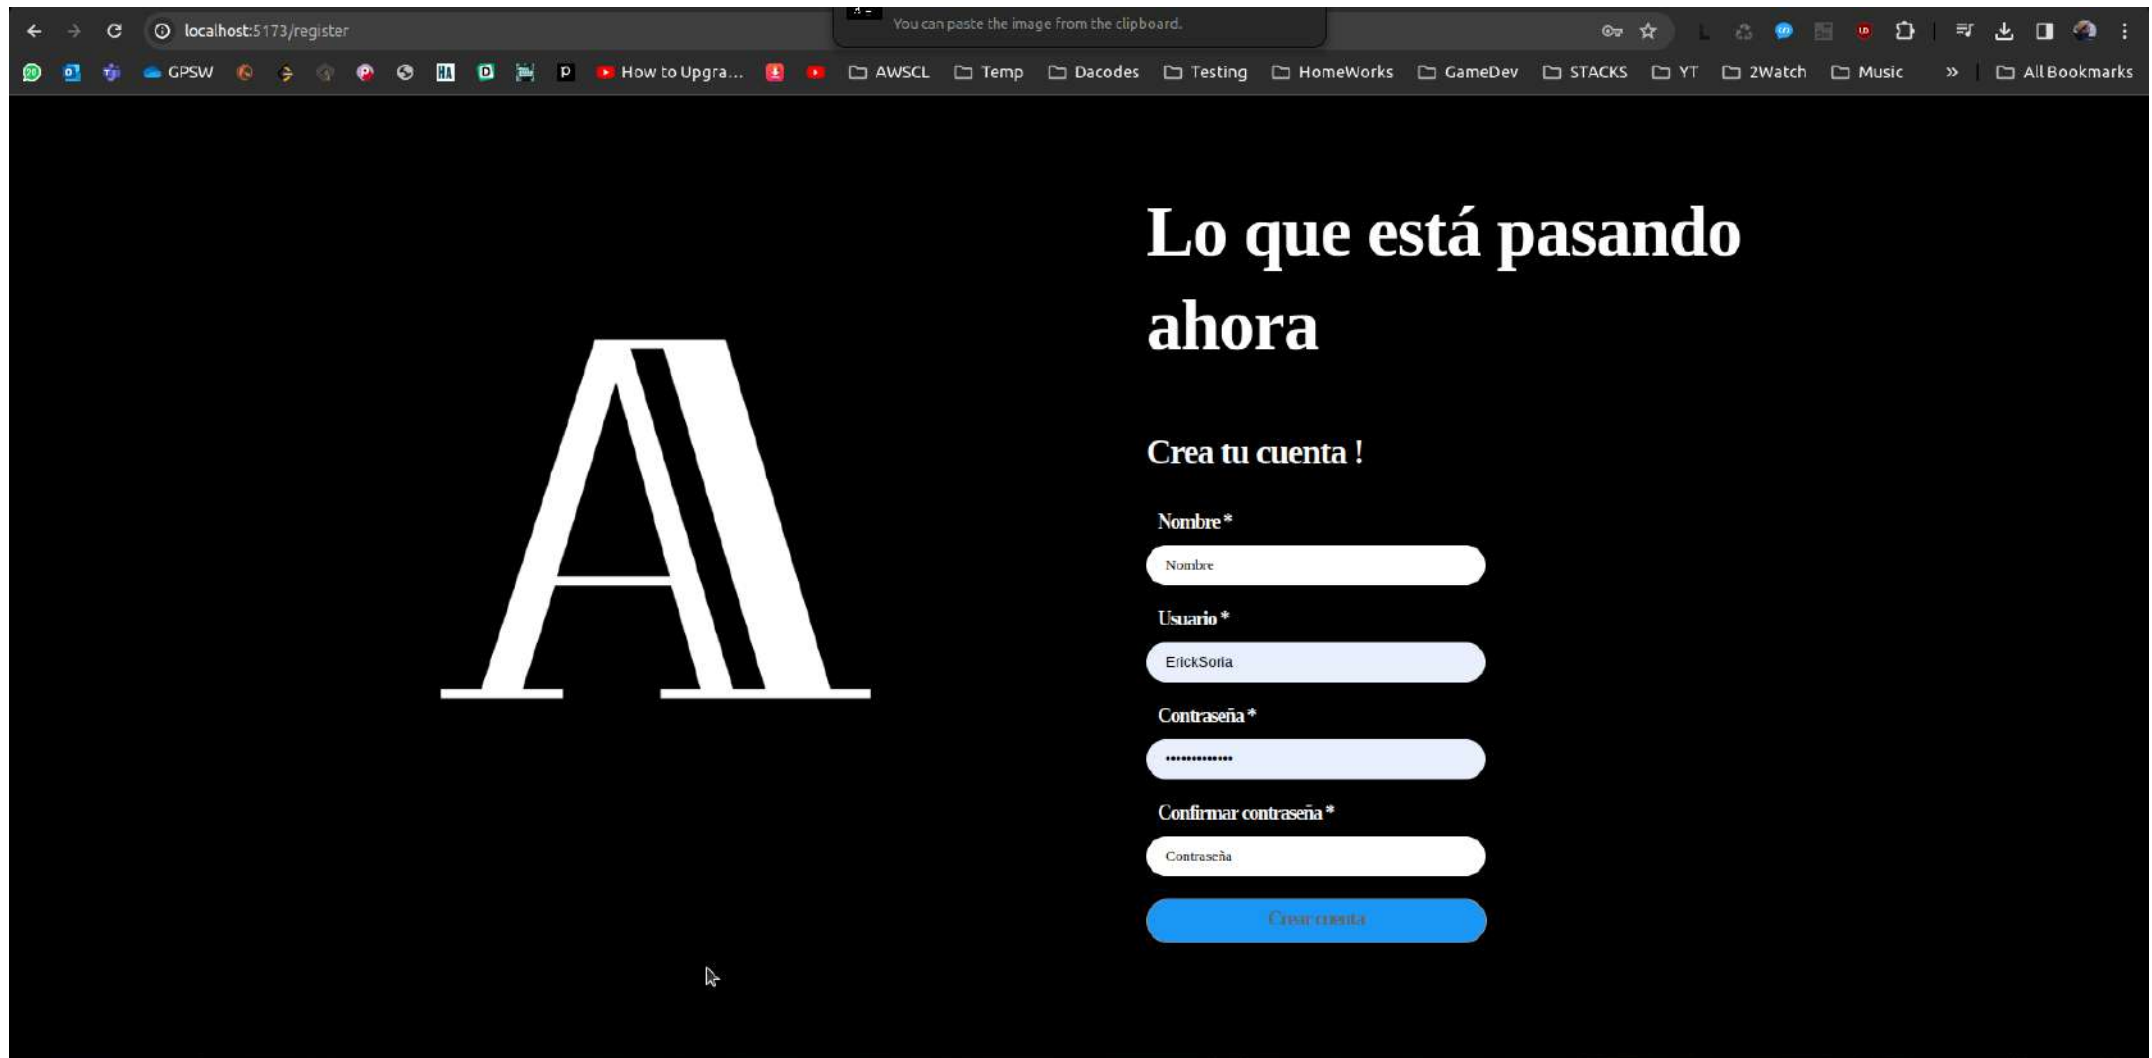 You can paste the image from the clipboard.
localhost:5173/register
GPSW
HA
D
p
How to Upgra...
AWSCL
Temp
Dacodes
Testing
HomeWorks
GameDev
STACKS
YT
2Watch
Music
»
All Bookmarks
A
Lo que está pasando
ahora
Crea tu cuenta !
Nombre *
Nombre
Usuario *
ErickSoria
Contraseña *
•••••••••••••
Confirmar contraseña *
Contraseña
Crear cuenta